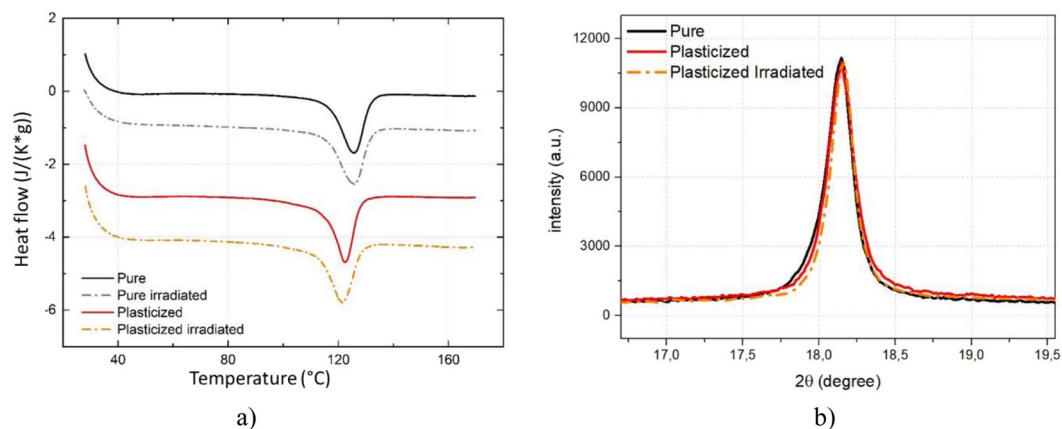 2
0
-2
-4
-6
Heat flow (J/(K*g))
Pure
Pure irradiated
Plasticized
Plasticized irradiated
40
80
120
160
Temperature (°C)
a)
12000
9000
6000
3000
0
intensity (a.u.)
Pure
Plasticized
Plasticized Irradiated
17,0
17,5
18,0
18,5
19,0
19,5
2θ (degree)
b)